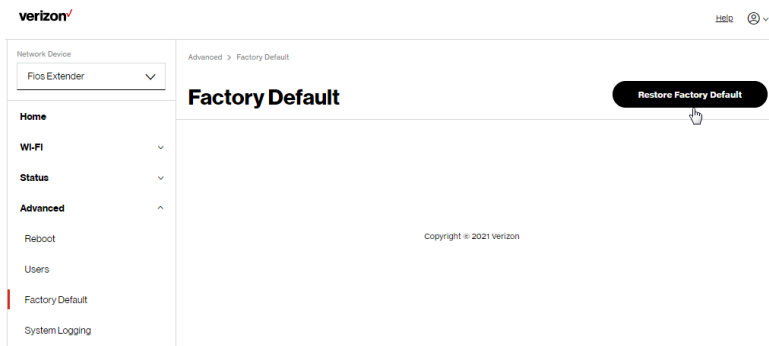 verizon✓
Help
Network Device
Advanced > Factory Default
Fios Extender
Factory Default
Restore Factory Default
Home
WI-FI
Status
Advanced
Reboot
Users
Factory Default
System Logging
Copyright © 2021 Verizon